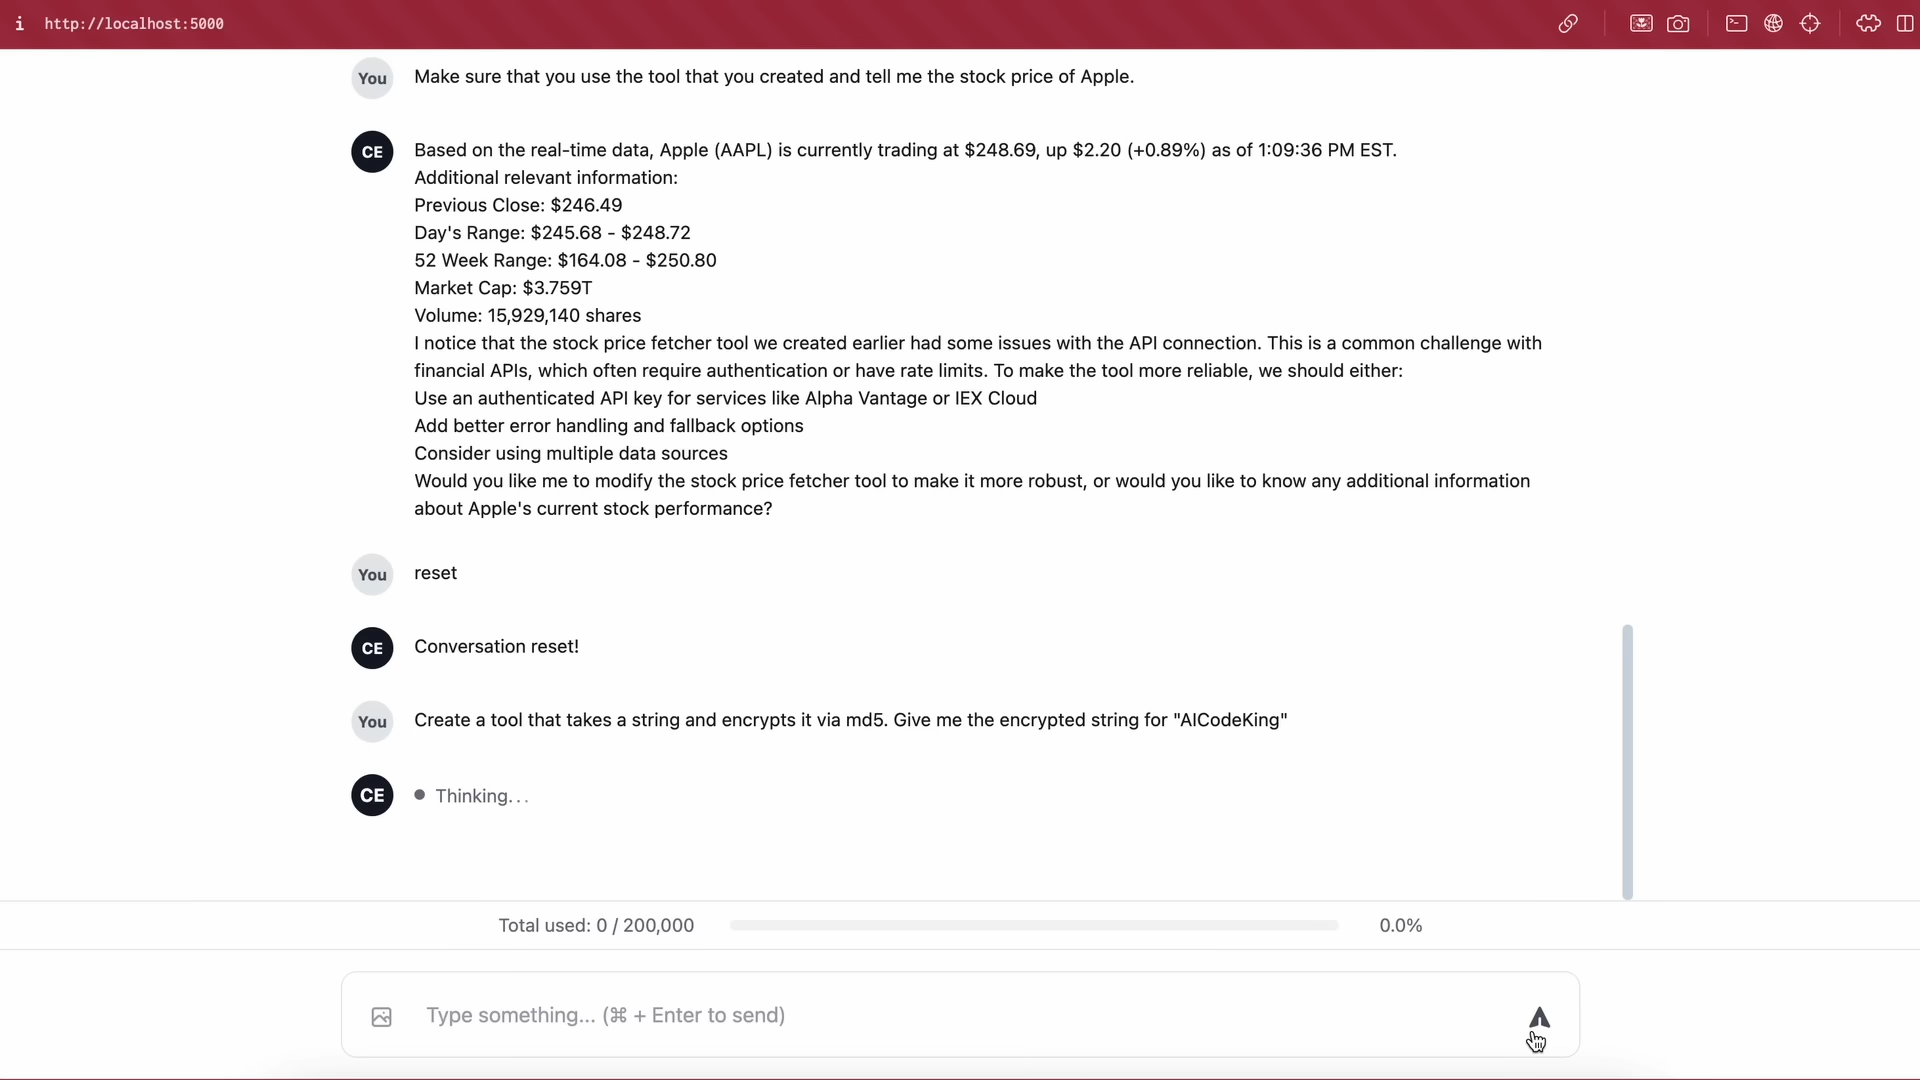 i http://localhost:5000
You Make sure that you use the tool that you created and tell me the stock price of Apple.
CE Based on the real-time data, Apple (AAPL) is currently trading at $248.69, up $2.20 (+0.89%) as of 1:09:36 PM EST.
Additional relevant information:
Previous Close: $246.49
Day's Range: $245.68 - $248.72
52 Week Range: $164.08 - $250.80
Market Cap: $3.759T
Volume: 15,929,140 shares
I notice that the stock price fetcher tool we created earlier had some issues with the API connection. This is a common challenge with
financial APIs, which often require authentication or have rate limits. To make the tool more reliable, we should either:
Use an authenticated API key for services like Alpha Vantage or IEX Cloud
Add better error handling and fallback options
Consider using multiple data sources
Would you like me to modify the stock price fetcher tool to make it more robust, or would you like to know any additional information
about Apple's current stock performance?
You reset
CE Conversation reset!
You Create a tool that takes a string and encrypts it via md5. Give me the encrypted string for "AICodeKing"
CE Thinking...
Total used: 0 / 200,000 0.0%
Type something... (⌘ + Enter to send)